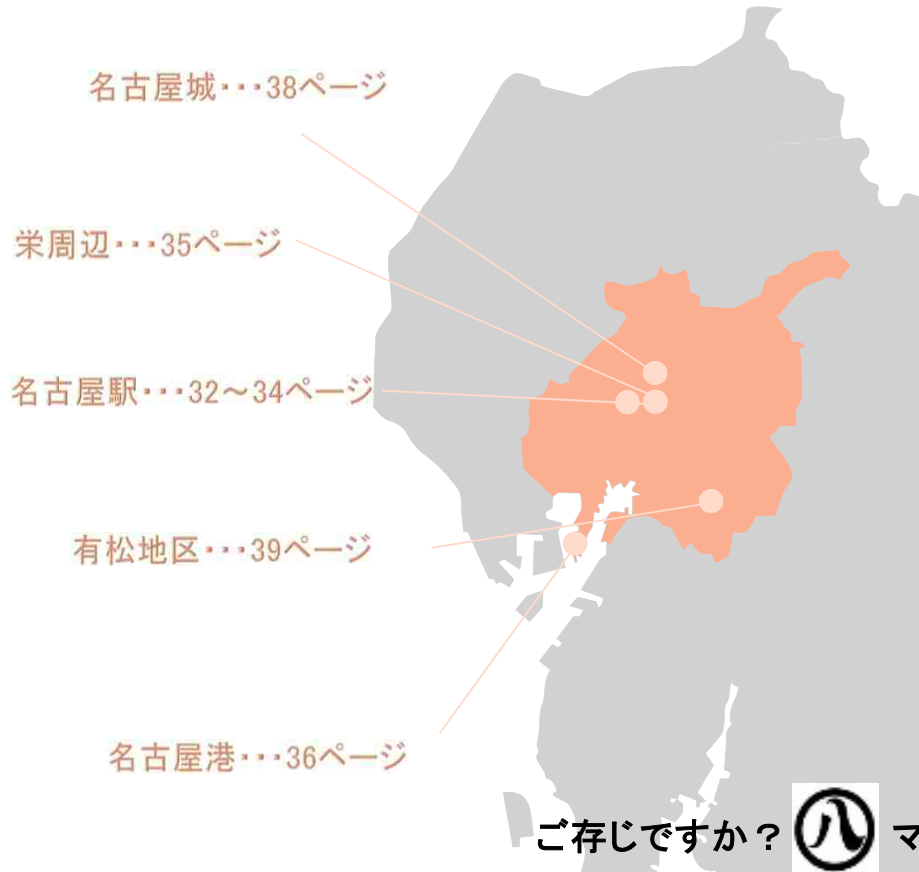 名古屋城･･･38ページ
栄周辺･･･35ページ
名古屋駅･･･32～34ページ
有松地区･･･39ページ
名古屋港･･･36ページ
ご存じですか？ 八 マ